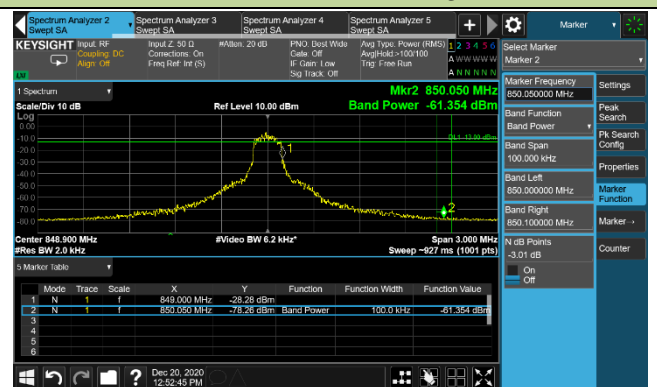 Spectrum Analyzer 2
Swept SA
Spectrum Analyzer 3
Swept SA
Spectrum Analyzer 4
Swept SA
Spectrum Analyzer 5
Swept SA
Marker
KEYSIGHT
Input: RF
Coupling: DC
Align: Off
Input Z: 50 Ω
Corrections: On
Freq Ref: Int (S)
#Atten: 20 dB
PNO: Best Wide
Gate: Off
IF Gain: Low
Sig Track: Off
Avg Type: Power (RMS)
Avg|Hold:>100/100
Trig: Free Run
1 2 3 4 5 6
A W W W W W
A N N N N N
LXI
Select Marker
Marker 2
1 Spectrum
Mkr2 850.050 MHz
Scale/Div 10 dB
Ref Level 10.00 dBm
Band Power -61.354 dBm
Log
0.00
-10.0
-20.0
-30.0
-40.0
-50.0
-60.0
-70.0
-80.0
DL1 -13.00 dBm
1
2
Center 848.900 MHz
#Video BW 6.2 kHz*
Span 3.000 MHz
#Res BW 2.0 kHz
Sweep ~927 ms (1001 pts)
5 Marker Table
Mode Trace Scale X Y Function Function Width Function Value
1 N 1 f 849.000 MHz -28.28 dBm
2 N 1 f 850.050 MHz -78.26 dBm Band Power 100.0 kHz -61.354 dBm
3
4
5
6
Marker Frequency
850.050000 MHz
Band Function
Band Power
Band Span
100.000 kHz
Band Left
850.000000 MHz
Band Right
850.100000 MHz
N dB Points
-3.01 dB
On
Off
Settings
Peak
Search
Pk Search
Config
Properties
Marker
Function
Marker→
Counter
?
Dec 20, 2020
12:52:45 PM